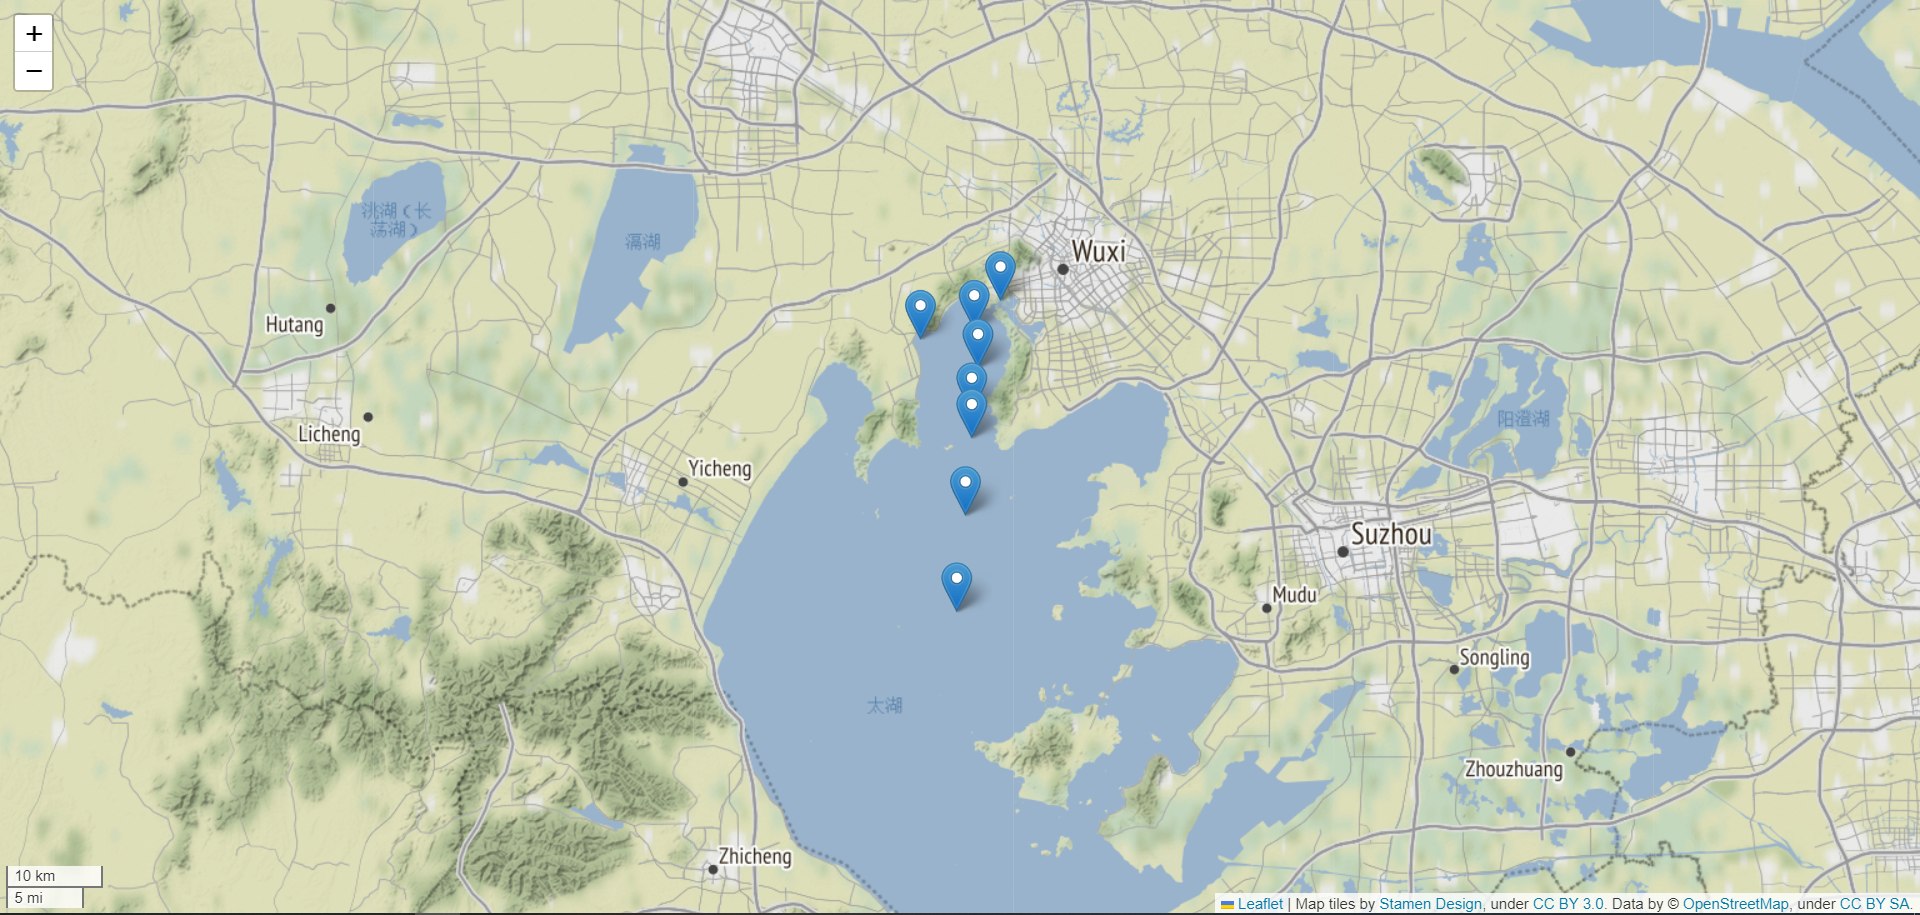 +
−
洮湖（长
荡湖）
滆湖
Wuxi
Hutang
Licheng
阳澄湖
Yicheng
Suzhou
Mudu
Songling
太湖
Zhouzhuang
Zhicheng
10 km
5 mi
Leaflet | Map tiles by Stamen Design, under CC BY 3.0. Data by © OpenStreetMap, under CC BY SA.